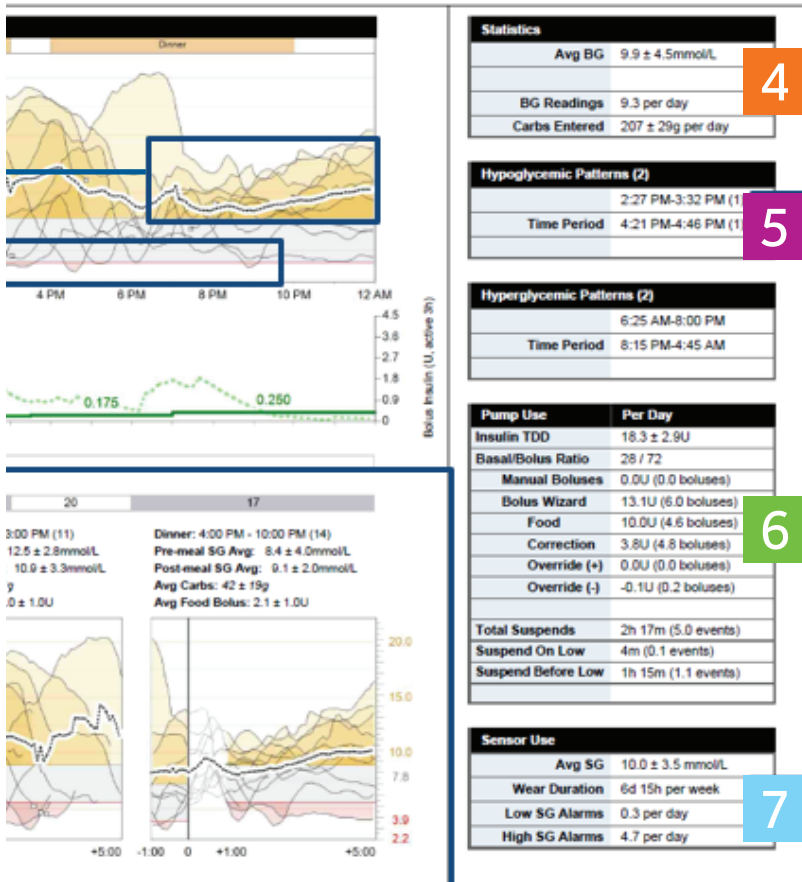 Dinner
4 PM 6 PM 8 PM 10 PM 12 AM
4.5
3.6
2.7
1.8
0.9
0
Bolus Insulin (U, active 3h)
0.175 0.250
20 17
3:00 PM (11)
12.5 ± 2.8mmol/L
10.9 ± 3.3mmol/L
g
.0 ± 1.0U
Dinner: 4:00 PM - 10:00 PM (14)
Pre-meal SG Avg: 8.4 ± 4.0mmol/L
Post-meal SG Avg: 9.1 ± 2.0mmol/L
Avg Carbs: 42 ± 19g
Avg Food Bolus: 2.1 ± 1.0U
20.0
15.0
10.0
7.8
3.9
2.2
+5:00 -1:00 0 +1:00 +5:00
Statistics
Avg BG 9.9 ± 4.5mmol/L
BG Readings 9.3 per day
Carbs Entered 207 ± 29g per day
4
Hypoglycemic Patterns (2)
2:27 PM-3:32 PM (1)
Time Period 4:21 PM-4:46 PM (1)
5
Hyperglycemic Patterns (2)
6:25 AM-8:00 PM
Time Period 8:15 PM-4:45 AM
Pump Use Per Day
Insulin TDD 18.3 ± 2.9U
Basal/Bolus Ratio 28 / 72
Manual Boluses 0.0U (0.0 boluses)
Bolus Wizard 13.1U (6.0 boluses)
Food 10.0U (4.6 boluses)
Correction 3.8U (4.8 boluses)
Override (+) 0.0U (0.0 boluses)
Override (-) -0.1U (0.2 boluses)
6
Total Suspends 2h 17m (5.0 events)
Suspend On Low 4m (0.1 events)
Suspend Before Low 1h 15m (1.1 events)
Sensor Use
Avg SG 10.0 ± 3.5 mmol/L
Wear Duration 6d 15h per week
Low SG Alarms 0.3 per day
High SG Alarms 4.7 per day
7